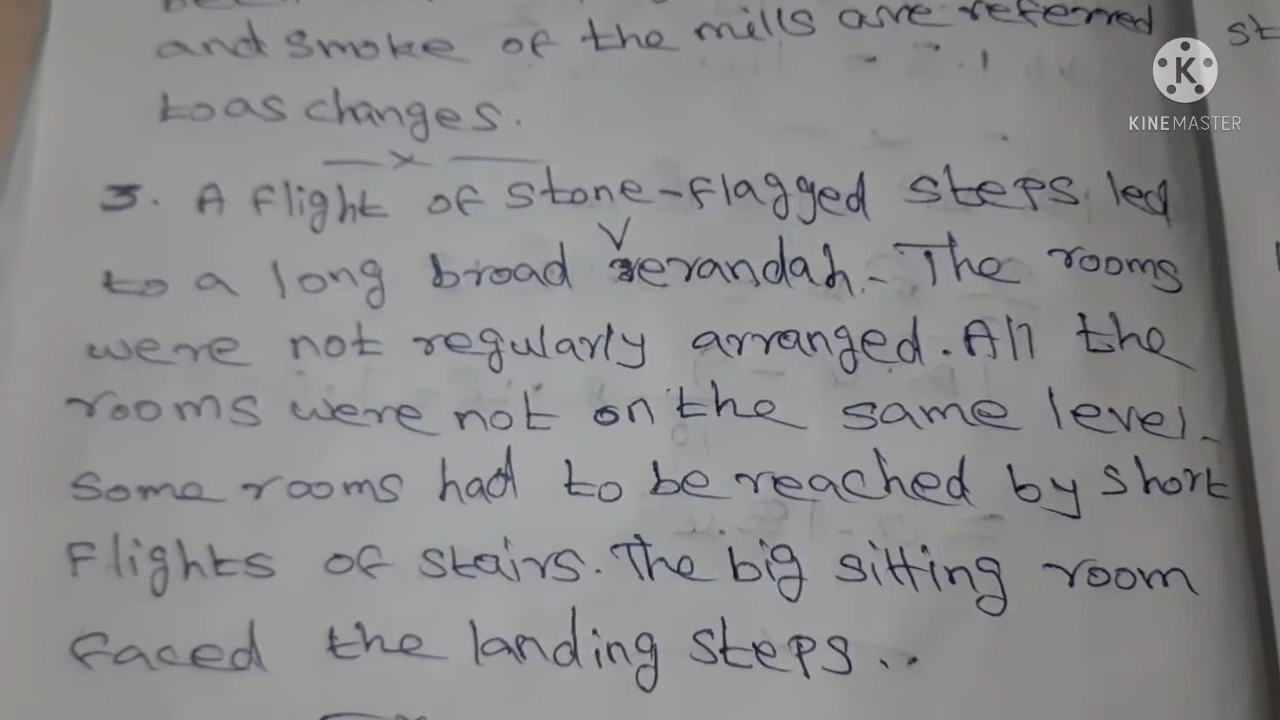 and smoke of the mills are referred
to as changes.
3. A flight of stone-flagged steps led
to a long broad verandah. The rooms
were not regularly arranged. All the
rooms were not on the same level.
Some rooms had to be reached by short
flights of stairs. The big sitting room
faced the landing steps..
st
K
KINEMASTER